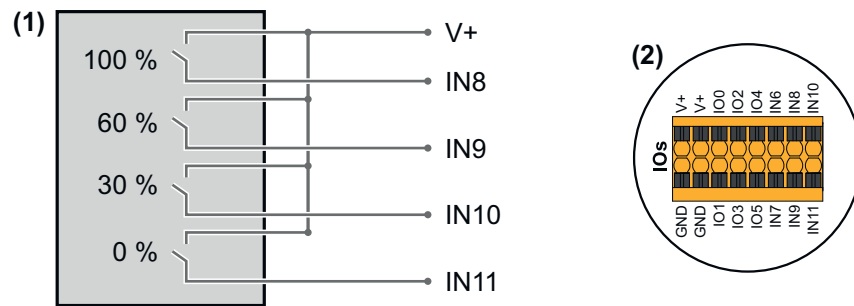 (1)
V+
100 %
IN8
60 %
IN9
30 %
IN10
0 %
IN11
(2)
V+ V+ IO0 IO2 IO4 IN6 IN8 IN10
IOs
GND GND IO1 IO3 IO5 IN7 IN9 IN11